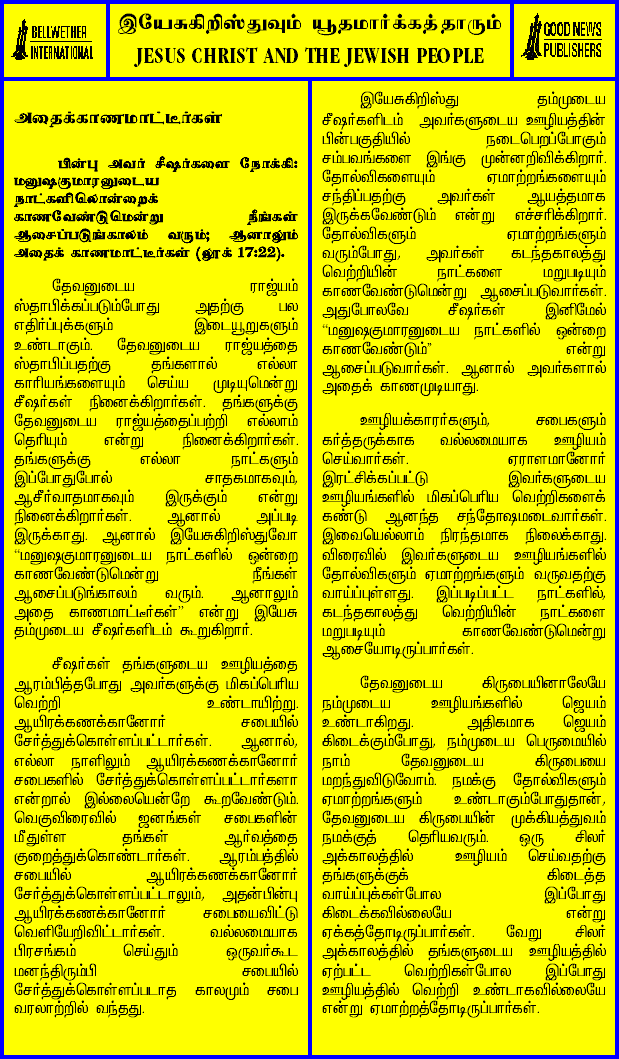 BELLWETHER
INTERNATIONAL
இயேசுகிறிஸ்துவும் யூதமார்க்கத்தாரும்
JESUS CHRIST AND THE JEWISH PEOPLE
GOOD NEWS
PUBLISHERS
அதைக்காணமாட்டீர்கள்
பின்பு அவர் சீஷர்களை நோக்கி:
மனுஷகுமாரனுடைய
நாட்களிலொன்றைக்
காணவேண்டுமென்று நீங்கள்
ஆசைப்படுங்காலம் வரும்; ஆனாலும்
அதைக் காணமாட்டீர்கள் (லூக் 17:22).
தேவனுடைய ராஜ்யம்
ஸ்தாபிக்கப்படும்போது அதற்கு பல
எதிர்ப்புக்களும் இடையூறுகளும்
உண்டாகும். தேவனுடைய ராஜ்யத்தை
ஸ்தாபிப்பதற்கு தங்களால் எல்லா
காரியங்களையும் செய்ய முடியுமென்று
சீஷர்கள் நினைக்கிறார்கள். தங்களுக்கு
தேவனுடைய ராஜ்யத்தைப்பற்றி எல்லாம்
தெரியும் என்று நினைக்கிறார்கள்.
தங்களுக்கு எல்லா நாட்களும்
இப்போதுபோல் சாதகமாகவும்,
ஆசீர்வாதமாகவும் இருக்கும் என்று
நினைக்கிறார்கள். ஆனால் அப்படி
இருக்காது. ஆனால் இயேசுகிறிஸ்துவோ
“மனுஷகுமாரனுடைய நாட்களில் ஒன்றை
காணவேண்டுமென்று நீங்கள்
ஆசைப்படுங்காலம் வரும். ஆனாலும்
அதை காணமாட்டீர்கள்” என்று இயேசு
தம்முடைய சீஷர்களிடம் கூறுகிறார்.
சீஷர்கள் தங்களுடைய ஊழியத்தை
ஆரம்பித்தபோது அவர்களுக்கு மிகப்பெரிய
வெற்றி உண்டாயிற்று.
ஆயிரக்கணக்கானோர் சபையில்
சேர்த்துக்கொள்ளப்பட்டார்கள். ஆனால்,
எல்லா நாளிலும் ஆயிரக்கணக்கானோர்
சபைகளில் சேர்த்துக்கொள்ளப்பட்டார்களா
என்றால் இல்லையென்றே கூறவேண்டும்.
வெகுவிரைவில் ஜனங்கள் சபைகளின்
மீதுள்ள தங்கள் ஆர்வத்தை
குறைத்துக்கொண்டார்கள். ஆரம்பத்தில்
சபையில் ஆயிரக்கணக்கானோர்
சேர்த்துக்கொள்ளப்பட்டாலும், அதன்பின்பு
ஆயிரக்கணக்கானோர் சபையைவிட்டு
வெளியேறிவிட்டார்கள். வல்லமையாக
பிரசங்கம் செய்தும் ஒருவர்கூட
மனந்திரும்பி சபையில்
சேர்த்துக்கொள்ளப்படாத காலமும் சபை
வரலாற்றில் வந்தது.
இயேசுகிறிஸ்து தம்முடைய
சீஷர்களிடம் அவர்களுடைய ஊழியத்தின்
பின்பகுதியில் நடைபெறப்போகும்
சம்பவங்களை இங்கு முன்னறிவிக்கிறார்.
தோல்விகளையும் ஏமாற்றங்களையும்
சந்திப்பதற்கு அவர்கள் ஆயத்தமாக
இருக்கவேண்டும் என்று எச்சரிக்கிறார்.
தோல்விகளும் ஏமாற்றங்களும்
வரும்போது, அவர்கள் கடந்தகாலத்து
வெற்றியின் நாட்களை மறுபடியும்
காணவேண்டுமென்று ஆசைப்படுவார்கள்.
அதுபோலவே சீஷர்கள் இனிமேல்
“மனுஷகுமாரனுடைய நாட்களில் ஒன்றை
காணவேண்டும்” என்று
ஆசைப்படுவார்கள். ஆனால் அவர்களால்
அதைக் காணமுடியாது.
ஊழியக்காரர்களும், சபைகளும்
கர்த்தருக்காக வல்லமையாக ஊழியம்
செய்வார்கள். ஏராளமானோர்
இரட்சிக்கப்பட்டு இவர்களுடைய
ஊழியங்களில் மிகப்பெரிய வெற்றிகளைக்
கண்டு ஆனந்த சந்தோஷமடைவார்கள்.
இவையெல்லாம் நிரந்தமாக நிலைக்காது.
விரைவில் இவர்களுடைய ஊழியங்களில்
தோல்விகளும் ஏமாற்றங்களும் வருவதற்கு
வாய்ப்புள்ளது. இப்படிப்பட்ட நாட்களில்,
கடந்தகாலத்து வெற்றியின் நாட்களை
மறுபடியும் காணவேண்டுமென்று
ஆசையோடிருப்பார்கள்.
தேவனுடைய கிருபையினாலேயே
நம்முடைய ஊழியங்களில் ஜெயம்
உண்டாகிறது. அதிகமாக ஜெயம்
கிடைக்கும்போது, நம்முடைய பெருமையில்
நாம் தேவனுடைய கிருபையை
மறந்துவிடுவோம். நமக்கு தோல்விகளும்
ஏமாற்றங்களும் உண்டாகும்போதுதான்,
தேவனுடைய கிருபையின் முக்கியத்துவம்
நமக்குத் தெரியவரும். ஒரு சிலர்
அக்காலத்தில் ஊழியம் செய்வதற்கு
தங்களுக்குக் கிடைத்த
வாய்ப்புக்கள்போல இப்போது
கிடைக்கவில்லையே என்று
ஏக்கத்தோடிருப்பார்கள். வேறு சிலர்
அக்காலத்தில் தங்களுடைய ஊழியத்தில்
ஏற்பட்ட வெற்றிகள்போல இப்போது
ஊழியத்தில் வெற்றி உண்டாகவில்லையே
என்று ஏமாற்றத்தோடிருப்பார்கள்.